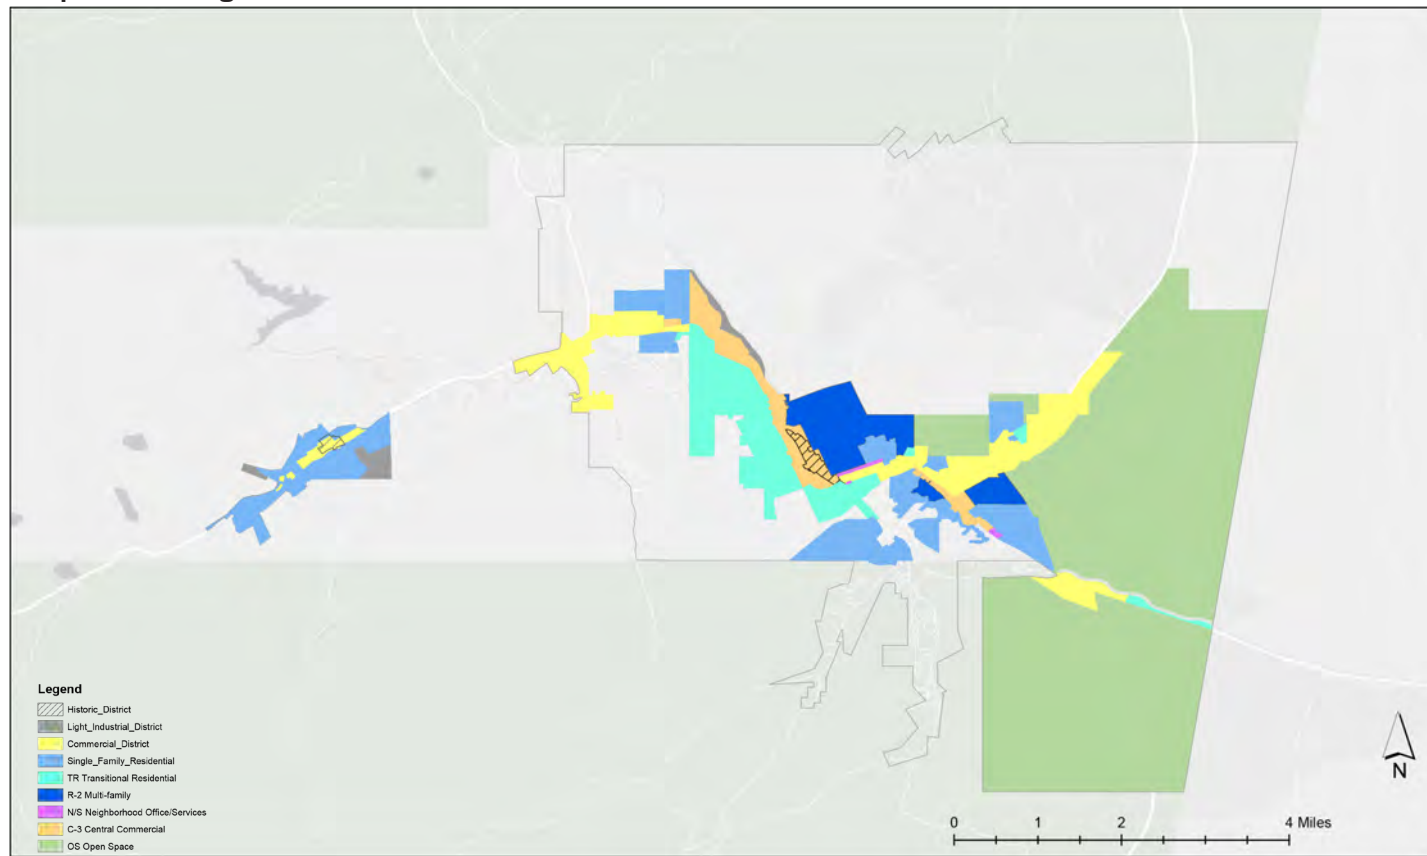 Legend
Historic_District
Light_Industrial_District
Commercial_District
Single_Family_Residential
TR Transitional Residential
R-2 Multi-family
N/S Neighborhood Office/Services
C-3 Central Commercial
OS Open Space
N
0 1 2 4 Miles